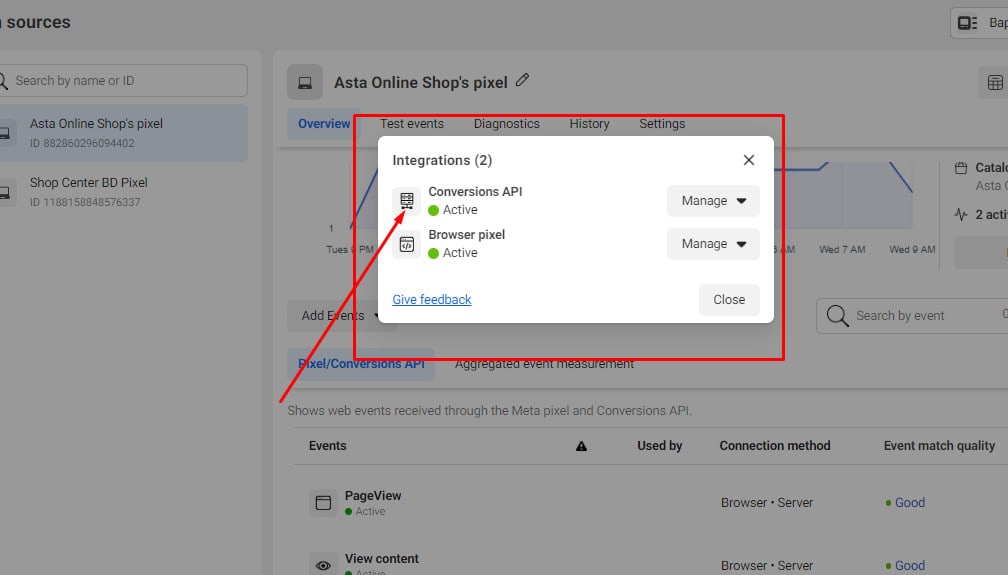 sources
Bap
Search by name or ID
Asta Online Shop's pixel
ID 882860296094402
Shop Center BD Pixel
ID 1188158848576337
Asta Online Shop's pixel
Overview
Test events
Diagnostics
History
Settings
Integrations (2)
Conversions API
Active
Manage
Browser pixel
Active
Manage
Give feedback
Close
1
Tues 9 PM
AM
Wed 7 AM
Wed 9 AM
Catalo
Asta O
2 acti
Add Events
Search by event
Pixel/Conversions API
Aggregated event measurement
Shows web events received through the Meta pixel and Conversions API.
Events
Used by
Connection method
Event match quality
PageView
Active
Browser • Server
Good
View content
Active
Browser • Server
Good